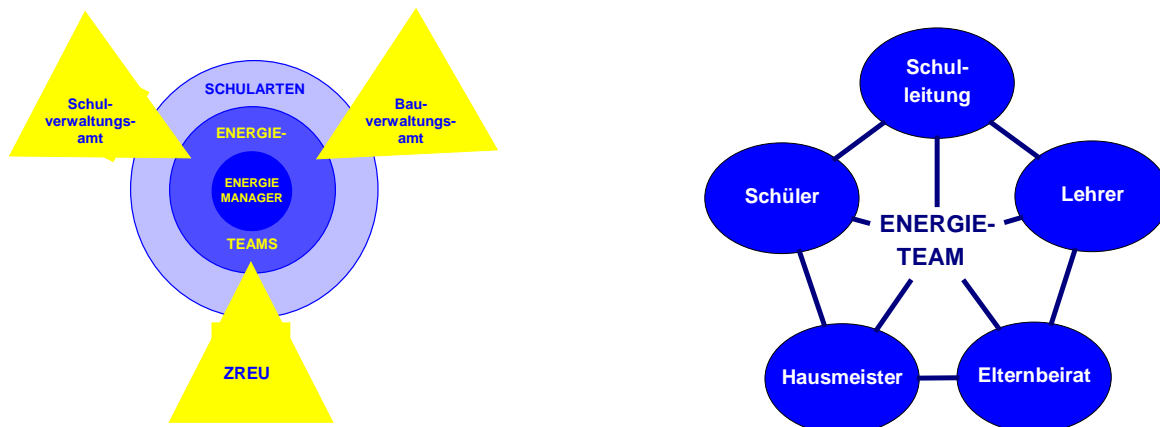 SCHULARTEN
Schul-
verwaltungs-
amt
Bau-
verwaltungs-
amt
ENERGIE-
ENERGIE
MANAGER
TEAMS
ZREU
Schul-
leitung
Schüler
Lehrer
ENERGIE-
TEAM
Hausmeister
Elternbeirat